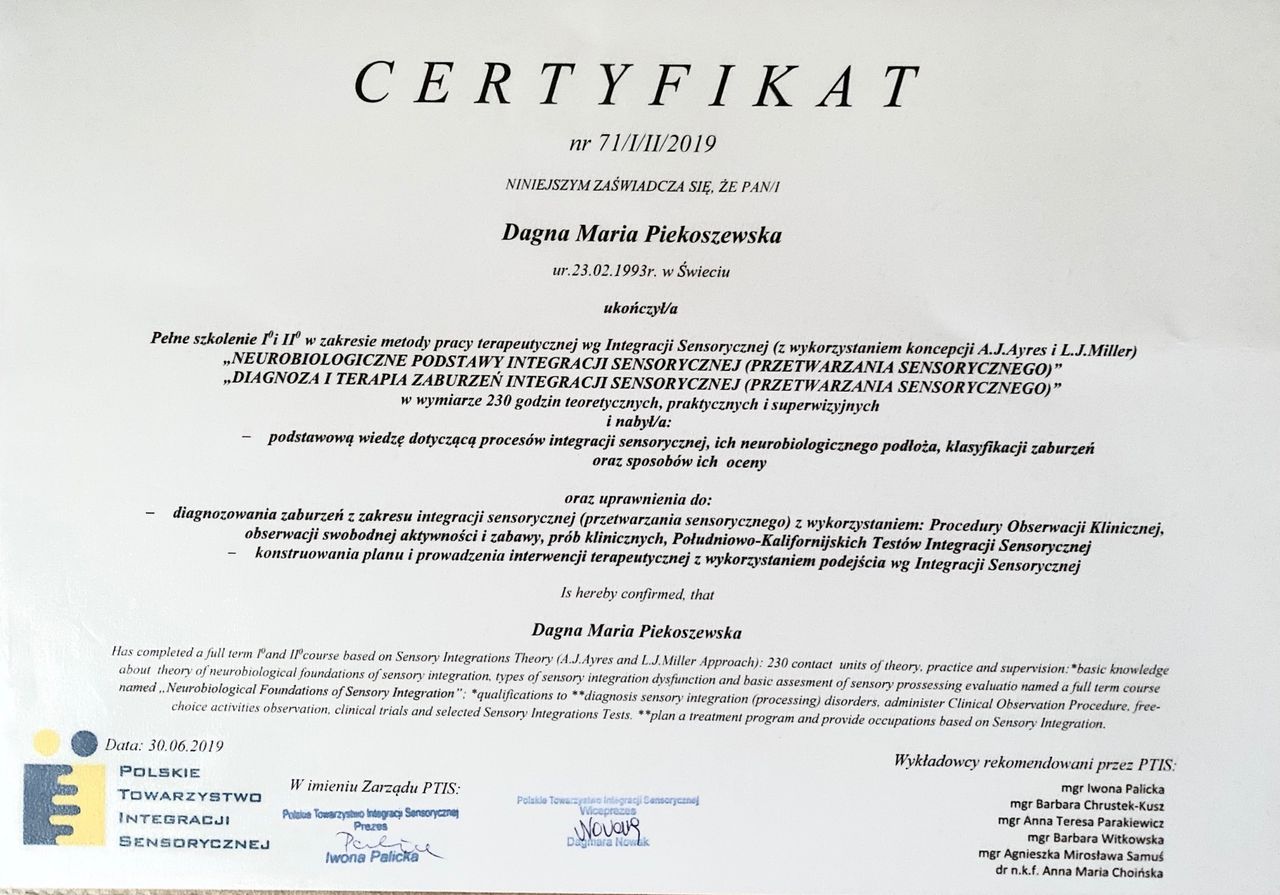 CERTYFIKAT
nr 71/I/II/2019
NINIEJSZYM ZAŚWIADCZA SIĘ, ŻE PAN/I
Dagna Maria Piekoszewska
ur.23.02.1993r. w Świeciu
ukończył/a
Pełne szkolenie I⁰i II⁰ w zakresie metody pracy terapeutycznej wg Integracji Sensorycznej (z wykorzystaniem koncepcji A.J.Ayres i L.J.Miller)
„NEUROBIOLOGICZNE PODSTAWY INTEGRACJI SENSORYCZNEJ (PRZETWARZANIA SENSORYCZNEGO)”
„DIAGNOZA I TERAPIA ZABURZEŃ INTEGRACJI SENSORYCZNEJ (PRZETWARZANIA SENSORYCZNEGO)”
w wymiarze 230 godzin teoretycznych, praktycznych i superwizyjnych
i nabył/a:
– podstawową wiedzę dotyczącą procesów integracji sensorycznej, ich neurobiologicznego podłoża, klasyfikacji zaburzeń
oraz sposobów ich oceny
oraz uprawnienia do:
– diagnozowania zaburzeń z zakresu integracji sensorycznej (przetwarzania sensorycznego) z wykorzystaniem: Procedury Obserwacji Klinicznej,
obserwacji swobodnej aktywności i zabawy, prób klinicznych, Południowo-Kalifornijskich Testów Integracji Sensorycznej
– konstruowania planu i prowadzenia interwencji terapeutycznej z wykorzystaniem podejścia wg Integracji Sensorycznej
Is hereby confirmed, that
Dagna Maria Piekoszewska
Has completed a full term I⁰and II⁰course based on Sensory Integrations Theory (A.J.Ayres and L.J.Miller Approach): 230 contact units of theory, practice and supervision:*basic knowledge
about theory of neurobiological foundations of sensory integration, types of sensory integration dysfunction and basic assesment of sensory prossessing evaluatio named a full term course
named „Neurobiological Foundations of Sensory Integration”; *qualifications to **diagnosis sensory integration (processing) disorders, administer Clinical Observation Procedure, free-
choice activities observation, clinical trials and selected Sensory Integrations Tests. **plan a treatment program and provide occupations based on Sensory Integration.
Data: 30.06.2019
POLSKIE
TOWARZYSTWO
INTEGRACJI
SENSORYCZNEJ
W imieniu Zarządu PTIS:
Polskie Towarzystwo Integracji Sensorycznej
Prezes
Iwona Palicka
Polskie Towarzystwo Integracji Sensorycznej
Wiceprezes
Nowak
Dagmara Nowak
Wykładowcy rekomendowani przez PTIS:
mgr Iwona Palicka
mgr Barbara Chrustek-Kusz
mgr Anna Teresa Parakiewicz
mgr Barbara Witkowska
mgr Agnieszka Mirosława Samuś
dr n.k.f. Anna Maria Choińska